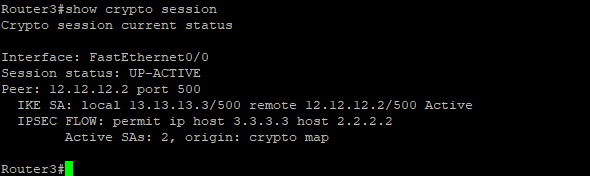 Router3#show crypto session
Crypto session current status
Interface: FastEthernet0/0
Session status: UP-ACTIVE
Peer: 12.12.12.2 port 500
IKE SA: local 13.13.13.3/500 remote 12.12.12.2/500 Active
IPSEC FLOW: permit ip host 3.3.3.3 host 2.2.2.2
Active SAs: 2, origin: crypto map
Router3#